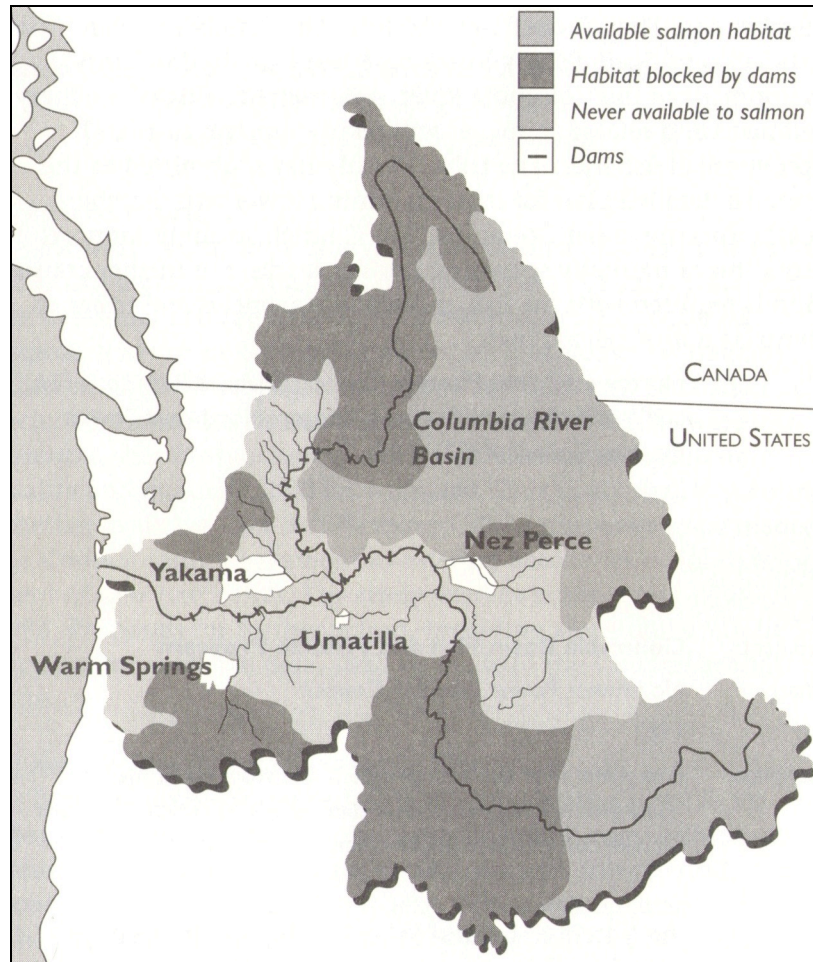 Available salmon habitat
Habitat blocked by dams
Never available to salmon
Dams
CANADA
Columbia River
Basin
UNITED STATES
Nez Perce
Yakama
Umatilla
Warm Springs